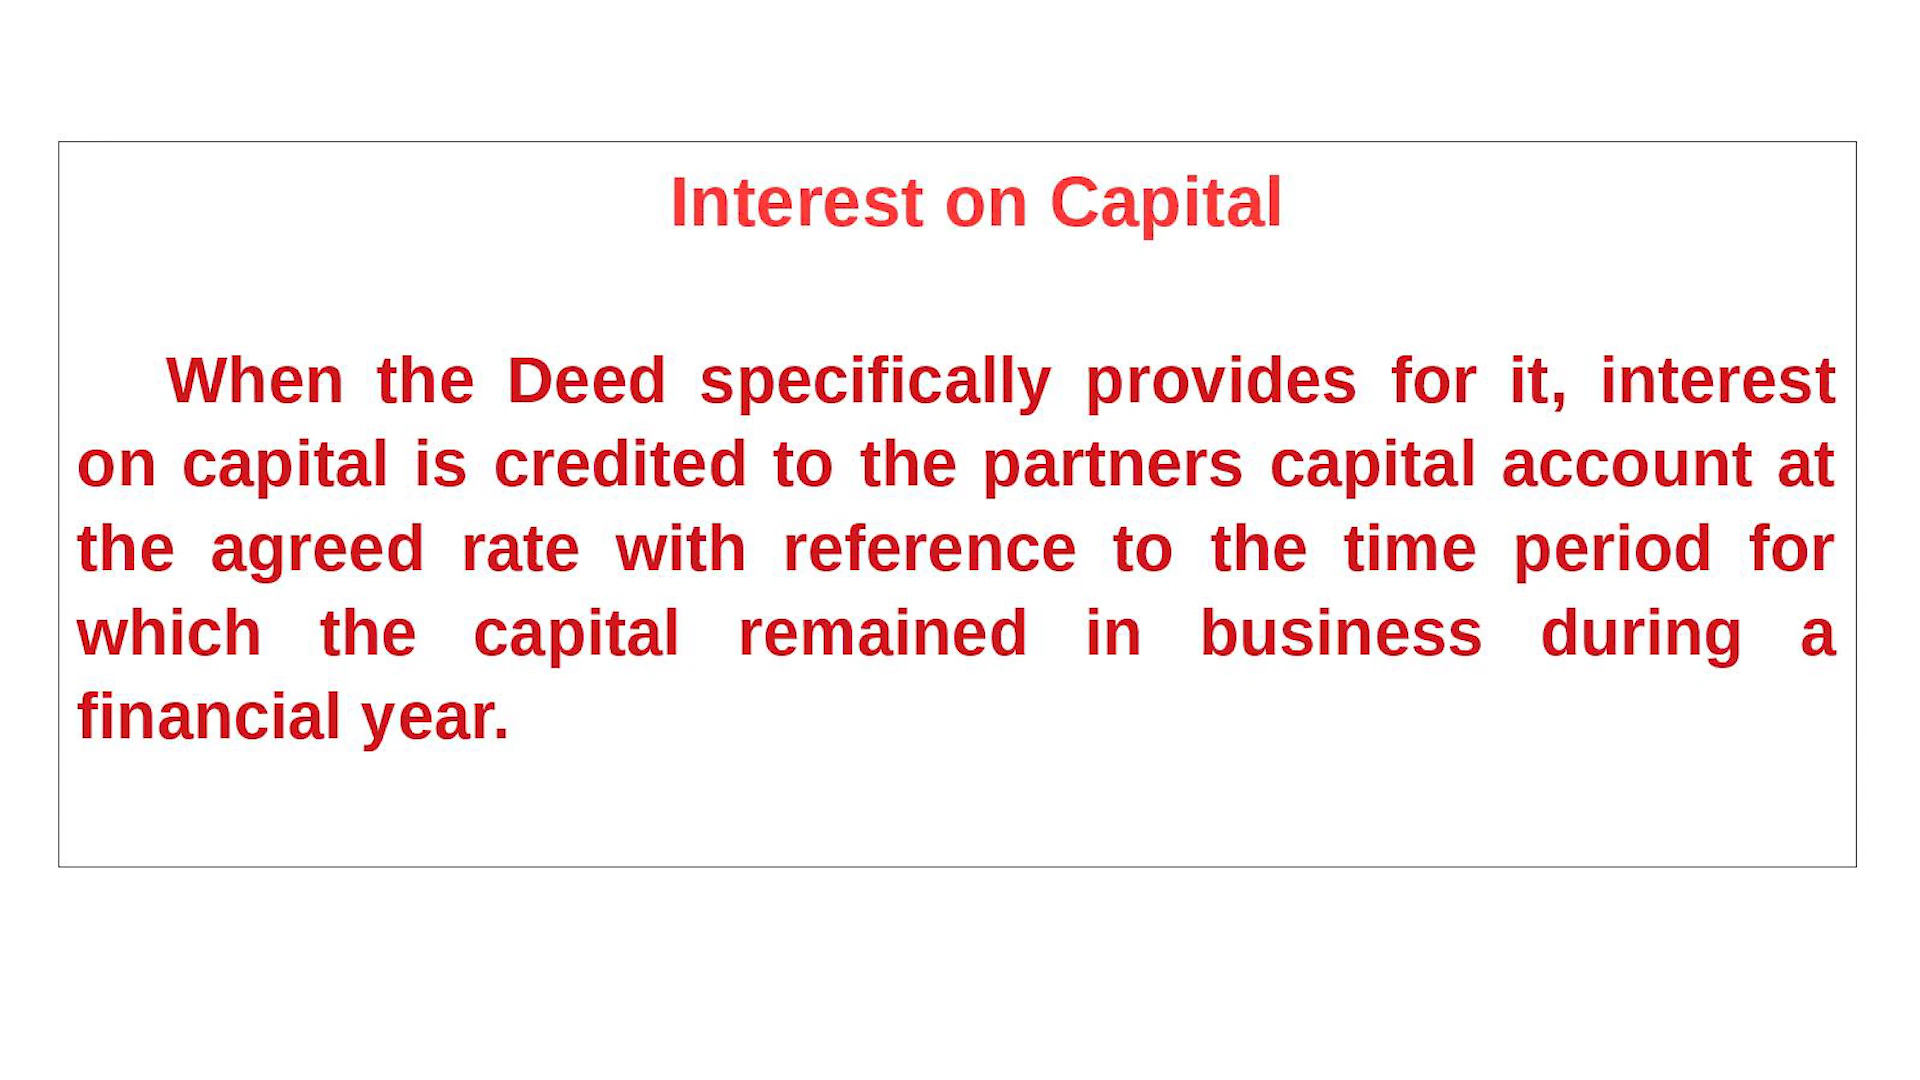 Interest on Capital
When the Deed specifically provides for it, interest
on capital is credited to the partners capital account at
the agreed rate with reference to the time period for
which the capital remained in business during a
financial year.